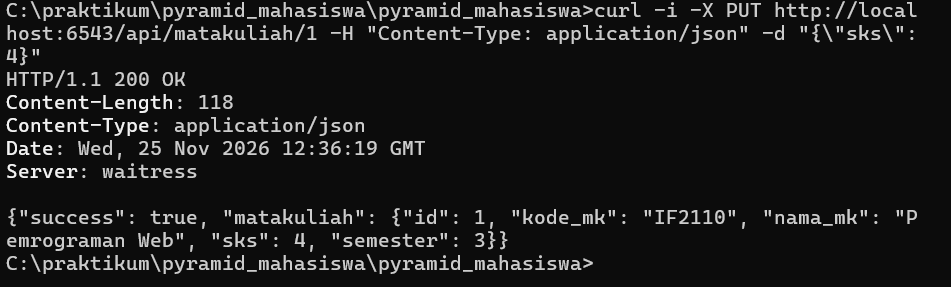 C:\praktikum\pyramid_mahasiswa\pyramid_mahasiswa>curl -i -X PUT http://local
host:6543/api/matakuliah/1 -H "Content-Type: application/json" -d "{\"sks\":
4}"
HTTP/1.1 200 OK
Content-Length: 118
Content-Type: application/json
Date: Wed, 25 Nov 2026 12:36:19 GMT
Server: waitress

{"success": true, "matakuliah": {"id": 1, "kode_mk": "IF2110", "nama_mk": "P
emrograman Web", "sks": 4, "semester": 3}}
C:\praktikum\pyramid_mahasiswa\pyramid_mahasiswa>